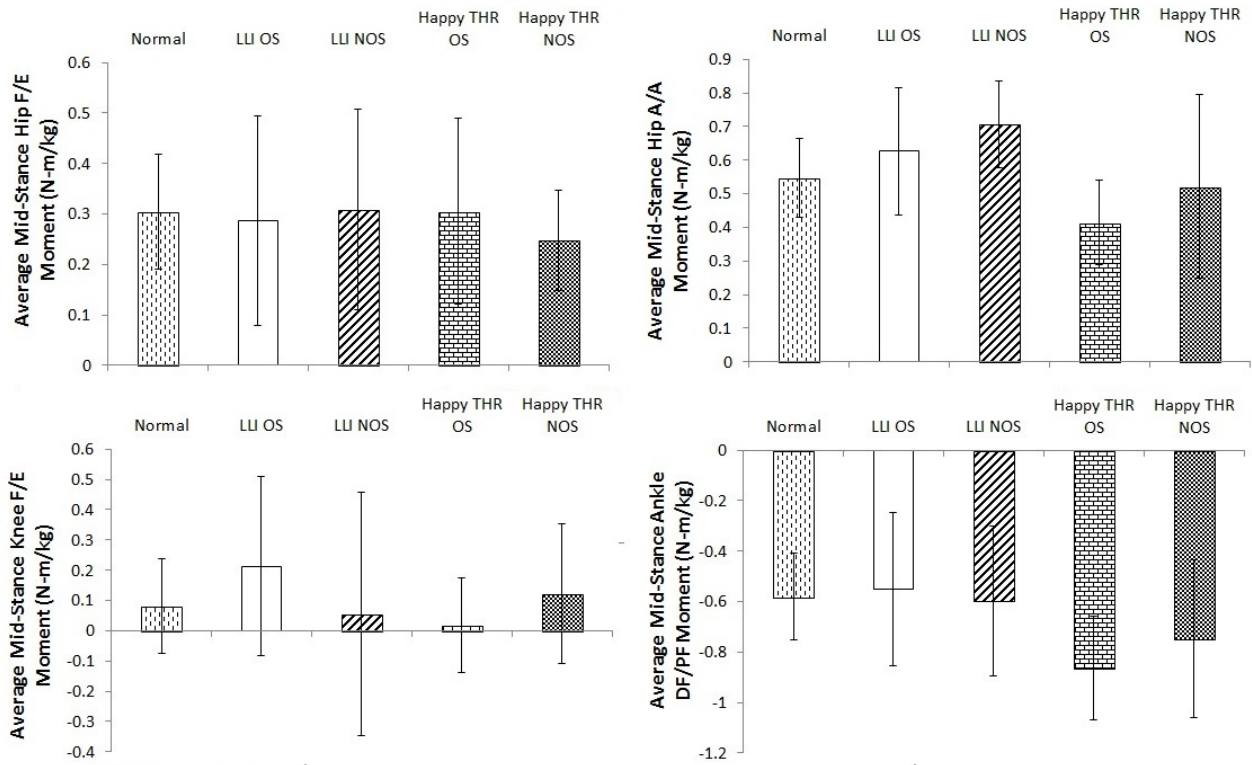 Normal
LLI OS
LLI NOS
Happy THR
OS
Happy THR
NOS
Average Mid-Stance Hip F/E
Moment (N-m/kg)
0.6
0.5
0.4
0.3
0.2
0.1
0
Normal
LLI OS
LLI NOS
Happy THR
OS
Happy THR
NOS
Average Mid-Stance Hip A/A
Moment (N-m/kg)
0.9
0.8
0.7
0.6
0.5
0.4
0.3
0.2
0.1
0
Normal
LLI OS
LLI NOS
Happy THR
OS
Happy THR
NOS
Average Mid-Stance Knee F/E
Moment (N-m/kg)
0.6
0.5
0.4
0.3
0.2
0.1
0
-0.1
-0.2
-0.3
-0.4
Normal
LLI OS
LLI NOS
Happy THR
OS
Happy THR
NOS
Average Mid-Stance Ankle
DF/PF Moment (N-m/kg)
0
-0.2
-0.4
-0.6
-0.8
-1
-1.2